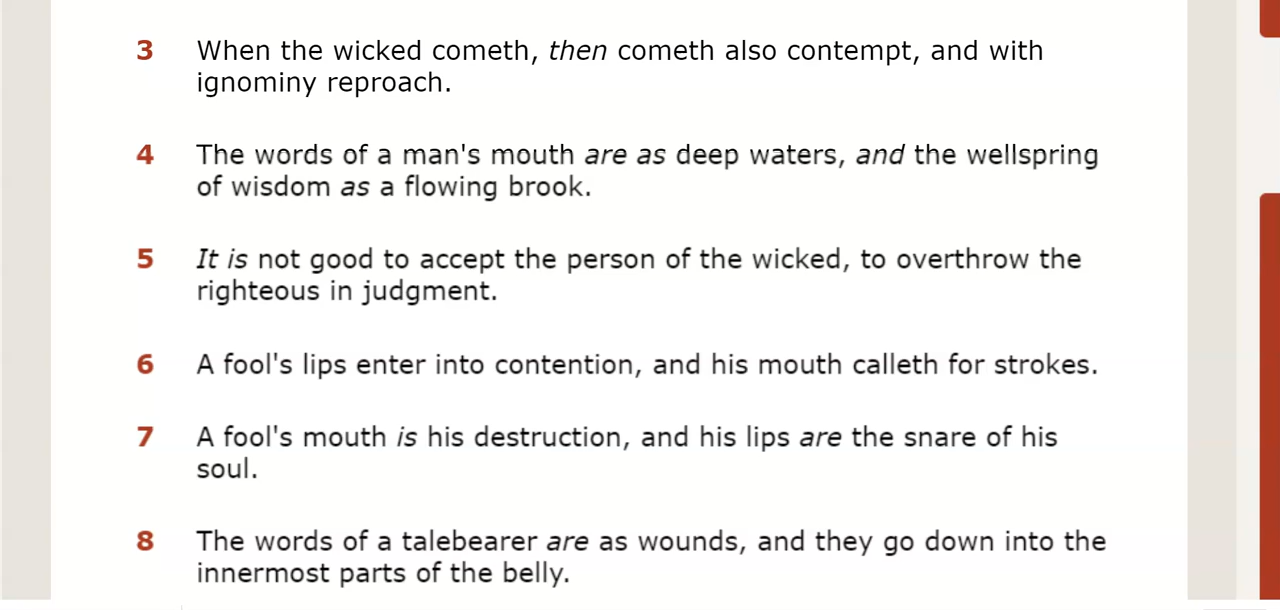 3 When the wicked cometh, then cometh also contempt, and with
ignominy reproach.
4 The words of a man's mouth are as deep waters, and the wellspring
of wisdom as a flowing brook.
5 It is not good to accept the person of the wicked, to overthrow the
righteous in judgment.
6 A fool's lips enter into contention, and his mouth calleth for strokes.
7 A fool's mouth is his destruction, and his lips are the snare of his
soul.
8 The words of a talebearer are as wounds, and they go down into the
innermost parts of the belly.